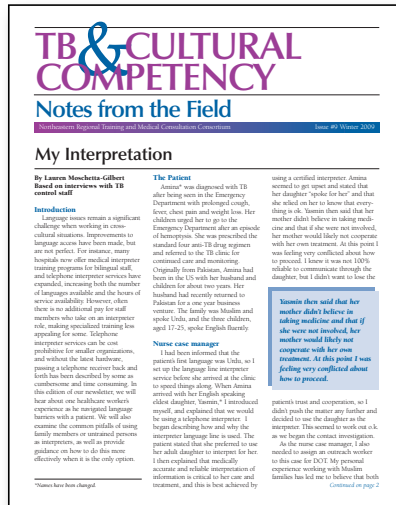 TB & CULTURAL
COMPETENCY
Notes from the Field
Northeastern Regional Training and Medical Consultation Consortium
Issue #9 Winter 2009
My Interpretation
By Lauren Moschetta-Gilbert
Based on interviews with TB
control staff
Introduction
Language issues remain a significant
challenge when working in cross-
cultural situations. Improvements to
language access have been made, but
are not perfect. For instance, many
hospitals now offer medical interpreter
training programs for bilingual staff,
and telephone interpreter services have
expanded, increasing both the number
of languages available and the hours of
service availability. However, often
there is no additional pay for staff
members who take on an interpreter
role, making specialized training less
appealing for some. Telephone
interpreter services can be cost
prohibitive for smaller organizations,
and without the latest hardware,
passing a telephone receiver back and
forth has been described by some as
cumbersome and time consuming. In
this edition of our newsletter, we will
hear about one healthcare worker's
experience as he navigated language
barriers with a patient. We will also
examine the common pitfalls of using
family members or untrained persons
as interpreters, as well as provide
guidance on how to do this more
effectively when it is the only option.
*Names have been changed.
The Patient
Amina* was diagnosed with TB
after being seen in the Emergency
Department with prolonged cough,
fever, chest pain and weight loss. Her
children urged her to go to the
Emergency Department after an episode
of hemoptysis. She was prescribed the
standard four anti-TB drug regimen
and referred to the TB clinic for
continued care and monitoring
Originally from Pakistan, Amina had
been in the US with her husband and
children for about two years. Her
husband had recently returned to
Pakistan for a one year business
venture. The family was Muslim and
spoke Urdu, and the three children,
aged 17-25, spoke English fluently
Nurse case manager
I had been informed that the
patient's first language was Urdu, so I
set up the language line interpreter
service before she arrived at the clinic
to speed things along. When Amina
arrived with her English speaking
eldest daughter, Yasmin,* I introduced
myself, and explained that we would
be using a telephone interpreter. I
began describing how and why the
interpreter language line is used. The
patient stated that she preferred to use
her adult daughter to interpret for her.
I then explained that medically
accurate and reliable interpretation of
information is critical to her care and
treatment, and this is best achieved by
using a certified interpreter. Amina
seemed to get upset and stated that
her daughter "spoke for her" and that
she relied on her to know that every-
thing is ok. Yasmin then said that her
mother didn't believe in taking medi-
cine and that if she were not involved,
her mother would likely not cooperate
with her own treatment. At this point I
was feeling very conflicted about how
to proceed. I knew it was not 100%
reliable to communicate through the
daughter, but I didn't want to lose the
Yasmin then said that her
mother didn't believe in
taking medicine and that if
she were not involved, her
mother would likely not
cooperate with her own
treatment. At this point I was
feeling very conflicted about
how to proceed.
patient's trust and cooperation, so I
didn't push the matter any further and
decided to use the daughter as the
interpreter. This seemed to work out o.k.
as we began the contact investigation.
As the nurse case manager, I also
needed to assign an outreach worker
to this case for DOT. My personal
experience working with Muslim
families has led me to believe that both
Continued on page 2